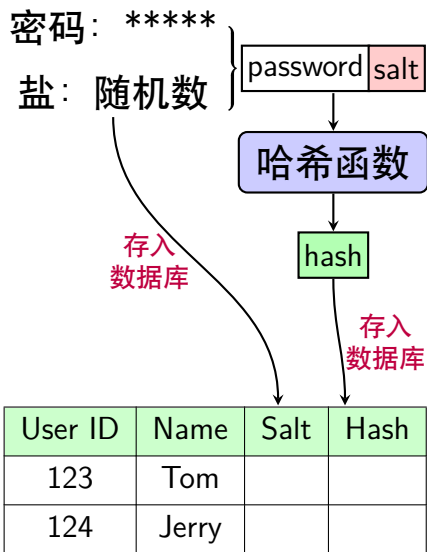 密码: *****
盐: 随机数
password salt
哈希函数
hash
存入
数据库
存入
数据库
User ID Name Salt Hash
123 Tom
124 Jerry